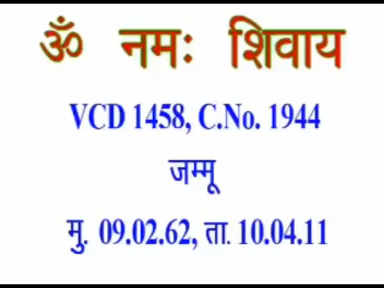 ॐ नमः शिवाय
VCD 1458, C.No. 1944
जम्मू
मु. 09.02.62, ता. 10.04.11